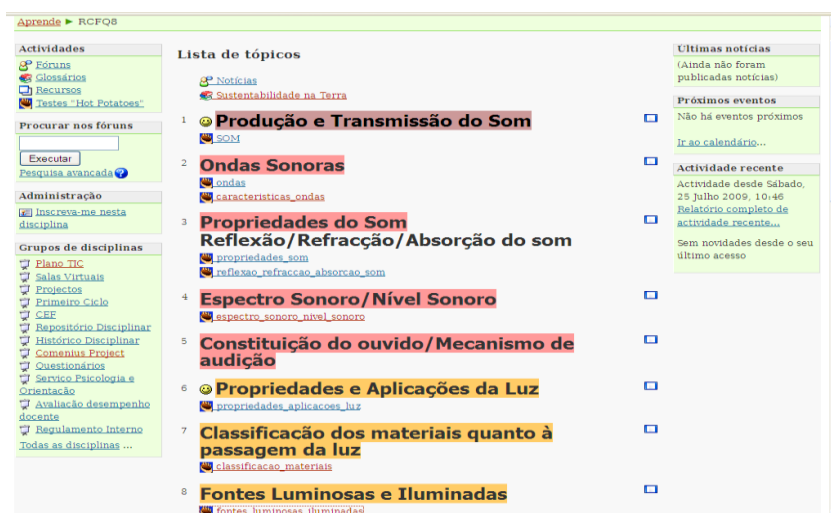 Aprende ► RCFQ8
Actividades
Fóruns
Glossários
Recursos
Testes "Hot Potatoes"
Procurar nos fóruns
Executar
Pesquisa avançada
Administração
Inscreva-me nesta
disciplina
Grupos de disciplinas
Plano TIC
Salas Virtuais
Projectos
Primeiro Ciclo
CEF
Repositório Disciplinar
Histórico Disciplinar
Comenius Project
Questionários
Serviço Psicologia e
Orientação
Avaliação desempenho
docente
Regulamento Interno
Todas as disciplinas ...
Lista de tópicos
Notícias
Sustentabilidade na Terra
1 Produção e Transmissão do Som
SOM
2 Ondas Sonoras
ondas
caracteristicas_ondas
3 Propriedades do Som
Reflexão/Refracção/Absorção do som
propriedades_som
reflexao_refraccao_absorcao_som
4 Espectro Sonoro/Nível Sonoro
espectro_sonoro_nivel_sonoro
5 Constituição do ouvido/Mecanismo de
audição
6 Propriedades e Aplicações da Luz
propriedades_aplicacoes_luz
7 Classificação dos materiais quanto à
passagem da luz
classificacao_materiais
8 Fontes Luminosas e Iluminadas
fontes_luminosas_iluminadas
Últimas notícias
(Ainda não foram
publicadas notícias)
Próximos eventos
Não há eventos próximos
Ir ao calendário...
Actividade recente
Actividade desde Sábado,
25 Julho 2009, 10:46
Relatório completo de
actividade recente...
Sem novidades desde o seu
último acesso